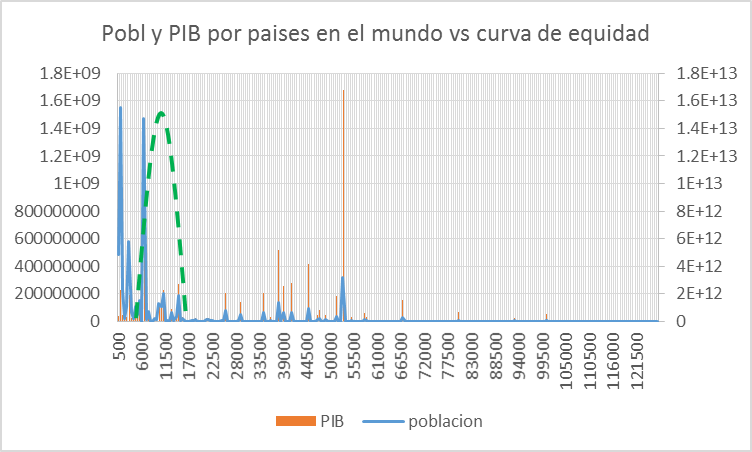 Pobl y PIB por paises en el mundo vs curva de equidad
1.8E+09 1.8E+13
1.6E+09 1.6E+13
1.4E+09 1.4E+13
1.2E+09 1.2E+13
1E+09 1E+13
800000000 8E+12
600000000 6E+12
400000000 4E+12
200000000 2E+12
0 0
500 6000 11500 17000 22500 28000 33500 39000 44500 50000 55500 61000 66500 72000 77500 83000 88500 94000 99500 105000 110500 116000 121500
PIB poblacion